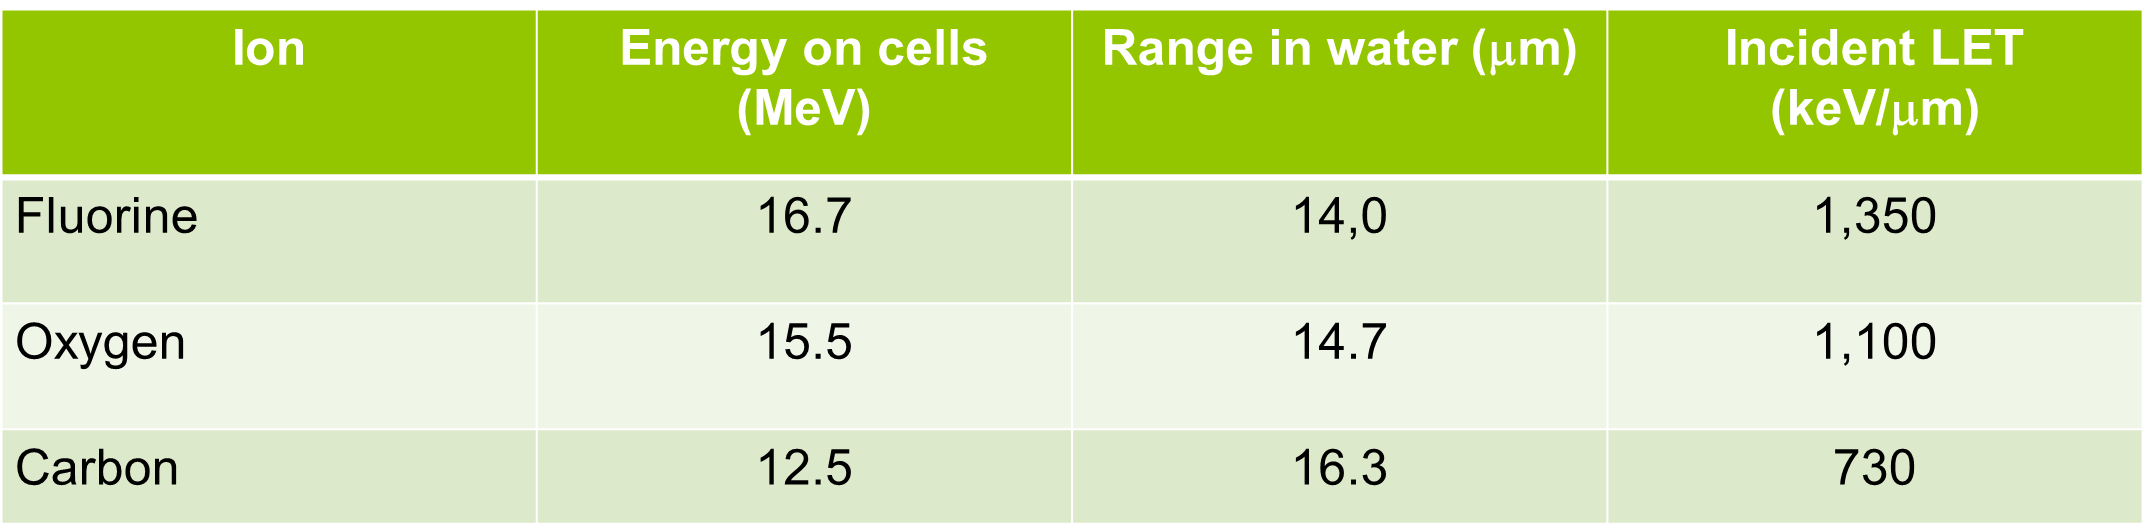 Ion Energy on cells Range in water (μm) Incident LET
(MeV) (keV/μm)
Fluorine 16.7 14,0 1,350
Oxygen 15.5 14.7 1,100
Carbon 12.5 16.3 730